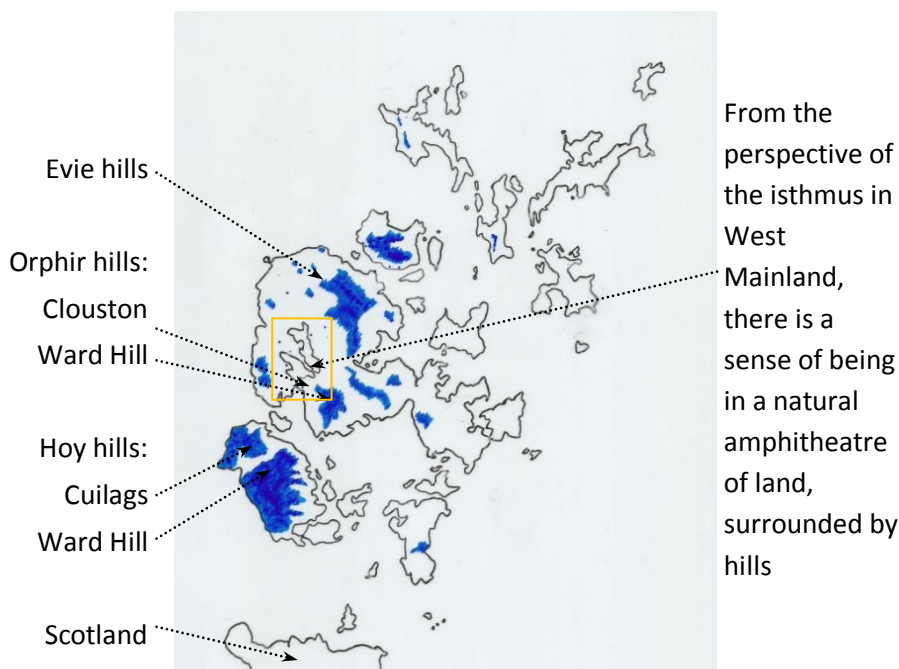 Evie hills
Orphir hills:
Clouston
Ward Hill
Hoy hills:
Cuilags
Ward Hill
Scotland
From the
perspective of
the isthmus in
West
Mainland,
there is a
sense of being
in a natural
amphitheatre
of land,
surrounded by
hills